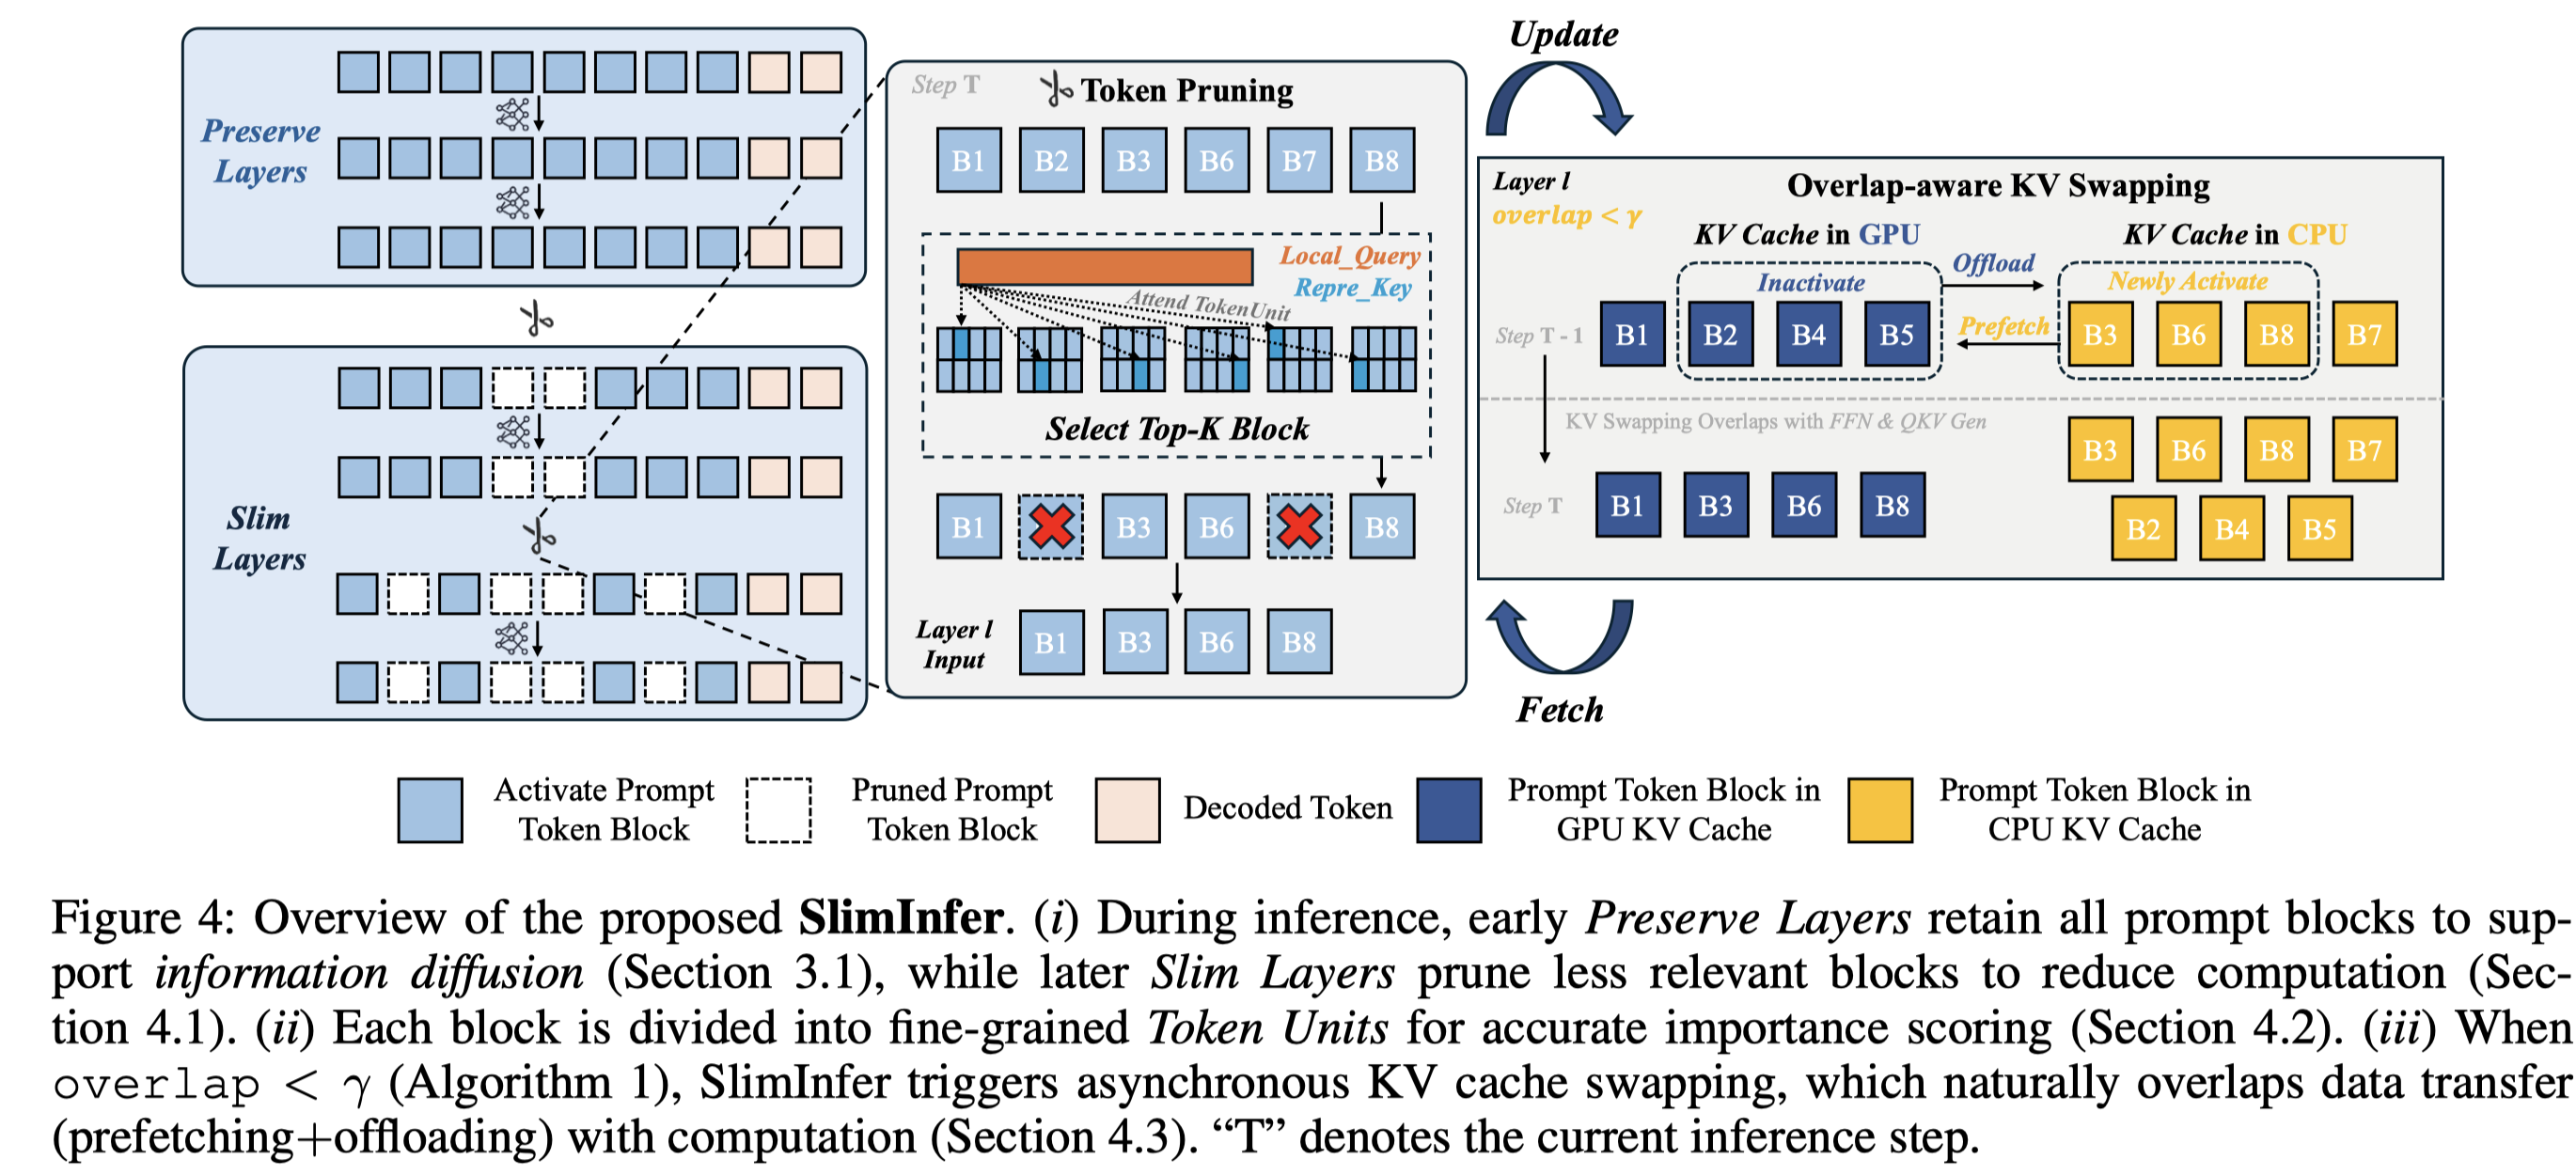 Preserve
Layers
Slim
Layers
Step T
Token Pruning
B1 B2 B3 B6 B7 B8
Local_Query
Repre_Key
Attend TokenUnit
Select Top-K Block
B1 B3 B6 B8
Layer l
Input
B1 B3 B6 B8
Update
Layer l
overlap < γ
Overlap-aware KV Swapping
KV Cache in GPU
KV Cache in CPU
Inactivate
Offload
Newly Activate
Step T - 1
B1 B2 B4 B5
Prefetch
B3 B6 B8 B7
KV Swapping Overlaps with FFN & QKV Gen
B3 B6 B8 B7
Step T
B1 B3 B6 B8
B2 B4 B5
Fetch
Activate Prompt
Token Block
Pruned Prompt
Token Block
Decoded Token
Prompt Token Block in
GPU KV Cache
Prompt Token Block in
CPU KV Cache
Figure 4: Overview of the proposed SlimInfer. (i) During inference, early Preserve Layers retain all prompt blocks to sup-
port information diffusion (Section 3.1), while later Slim Layers prune less relevant blocks to reduce computation (Sec-
tion 4.1). (ii) Each block is divided into fine-grained Token Units for accurate importance scoring (Section 4.2). (iii) When
overlap < γ (Algorithm 1), SlimInfer triggers asynchronous KV cache swapping, which naturally overlaps data transfer
(prefetching+offloading) with computation (Section 4.3). “T” denotes the current inference step.